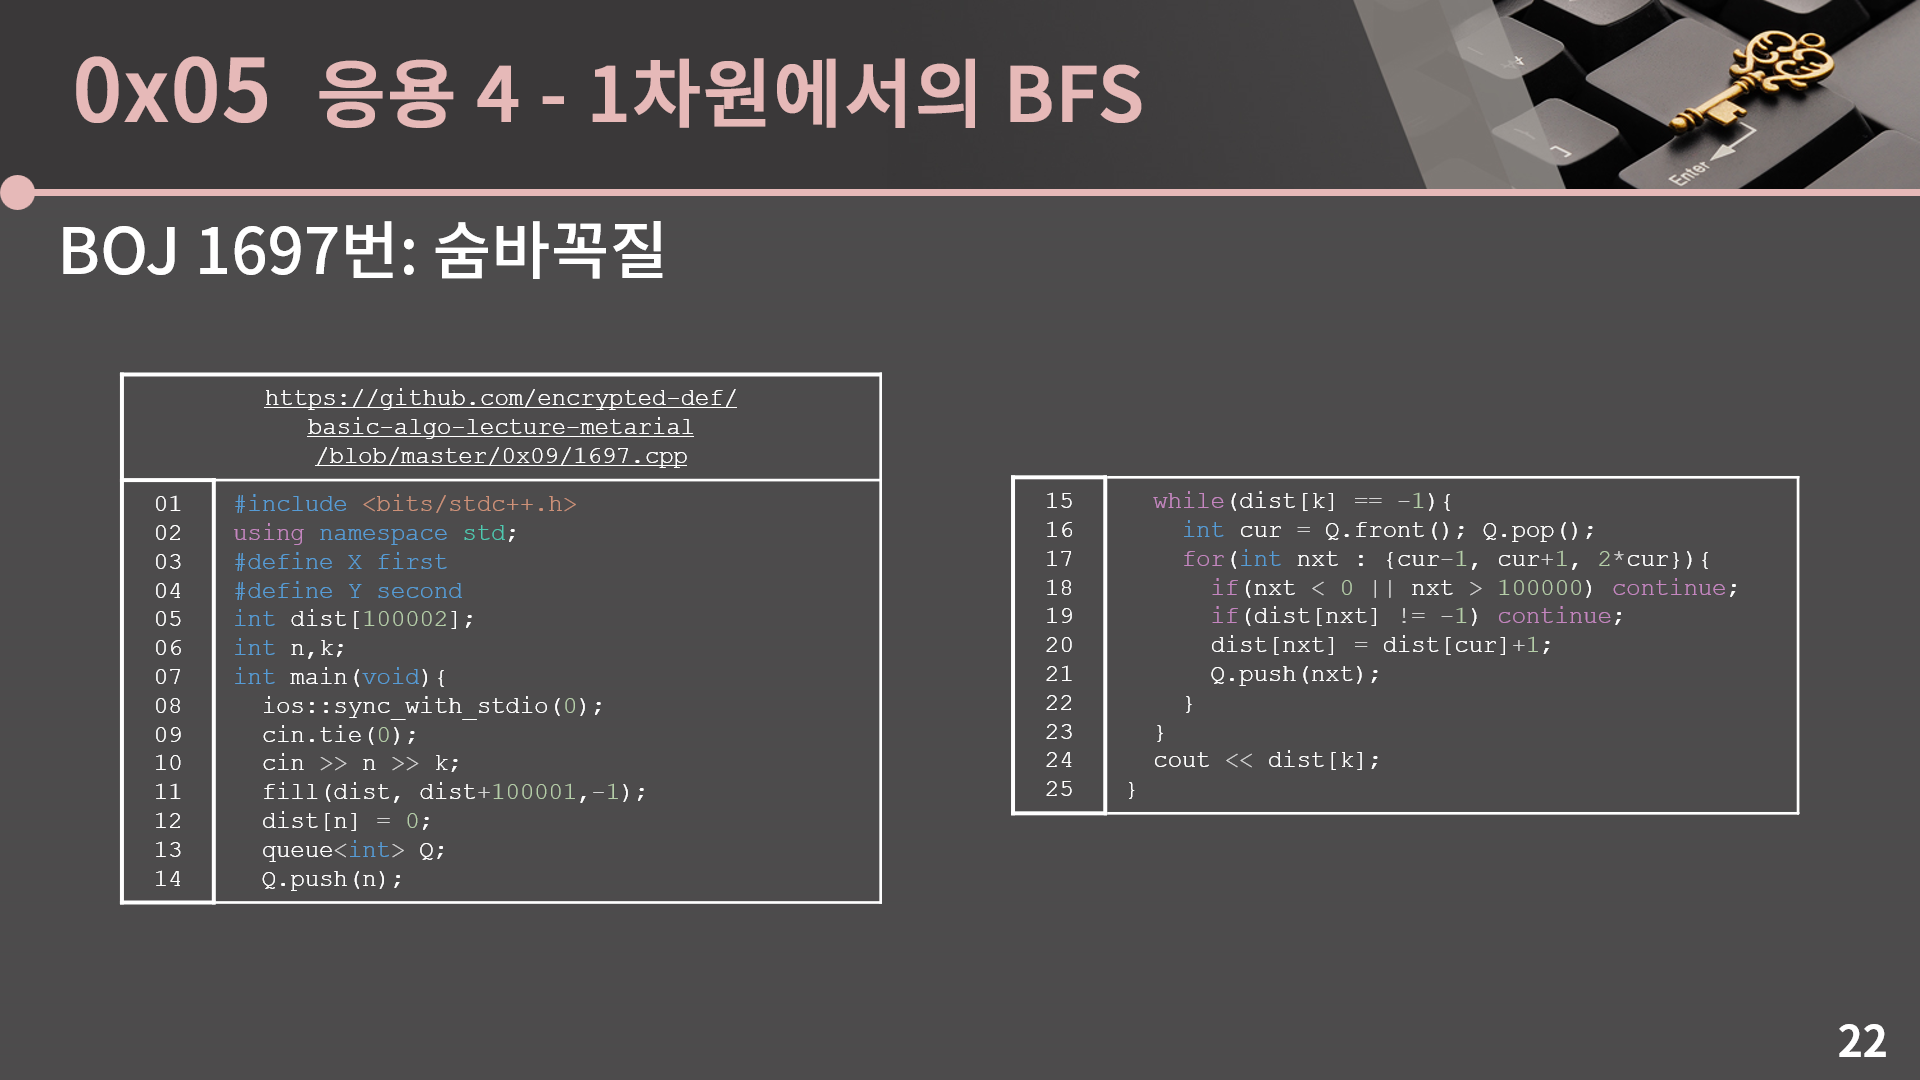 0x05 응용 4 - 1차원에서의 BFS
Enter
BOJ 1697번: 숨바꼭질
https://github.com/encrypted-def/
basic-algo-lecture-metarial
/blob/master/0x09/1697.cpp
01 #include <bits/stdc++.h>
02 using namespace std;
03 #define X first
04 #define Y second
05 int dist[100002];
06 int n,k;
07 int main(void){
08 ios::sync_with_stdio(0);
09 cin.tie(0);
10 cin >> n >> k;
11 fill(dist, dist+100001,-1);
12 dist[n] = 0;
13 queue<int> Q;
14 Q.push(n);
15 while(dist[k] == -1){
16 int cur = Q.front(); Q.pop();
17 for(int nxt : {cur-1, cur+1, 2*cur}){
18 if(nxt < 0 || nxt > 100000) continue;
19 if(dist[nxt] != -1) continue;
20 dist[nxt] = dist[cur]+1;
21 Q.push(nxt);
22 }
23 }
24 cout << dist[k];
25 }
22